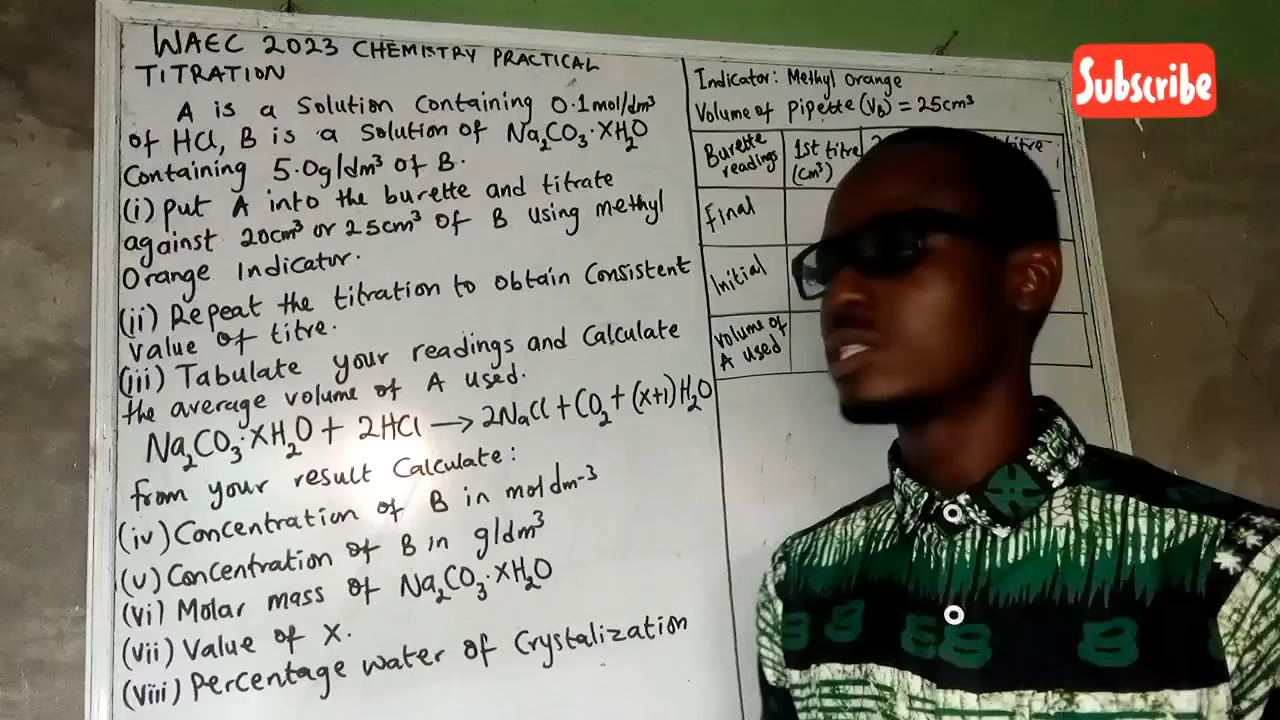 WAEC 2023 CHEMISTRY PRACTICAL
TITRATION
A is a Solution Containing 0.1mol/dm³
of HCl, B is a Solution of Na₂CO₃·XH₂O
Containing 5.0g/dm³ of B.
(i) Put A into the burette and titrate
against 20cm³ or 25cm³ of B Using methyl
Orange Indicator.
(ii) Repeat the titration to obtain Consistent
Value of titre.
(iii) Tabulate your readings and Calculate
the average volume of A used.
Na₂CO₃·XH₂O + 2HCl → 2NaCl + CO₂ + (x+1)H₂O
from your result Calculate:
(iv) Concentration of B in moldm⁻³
(v) Concentration of B in g/dm³
(vi) Molar mass of Na₂CO₃·XH₂O
(vii) Value of X.
(viii) Percentage water of Crystalization
Indicator: Methyl Orange
Volume of Pipette (V_B) = 25cm³
Burette readings
1st titre (cm³)
titre
Final
Initial
Volume of A used
Subscribe